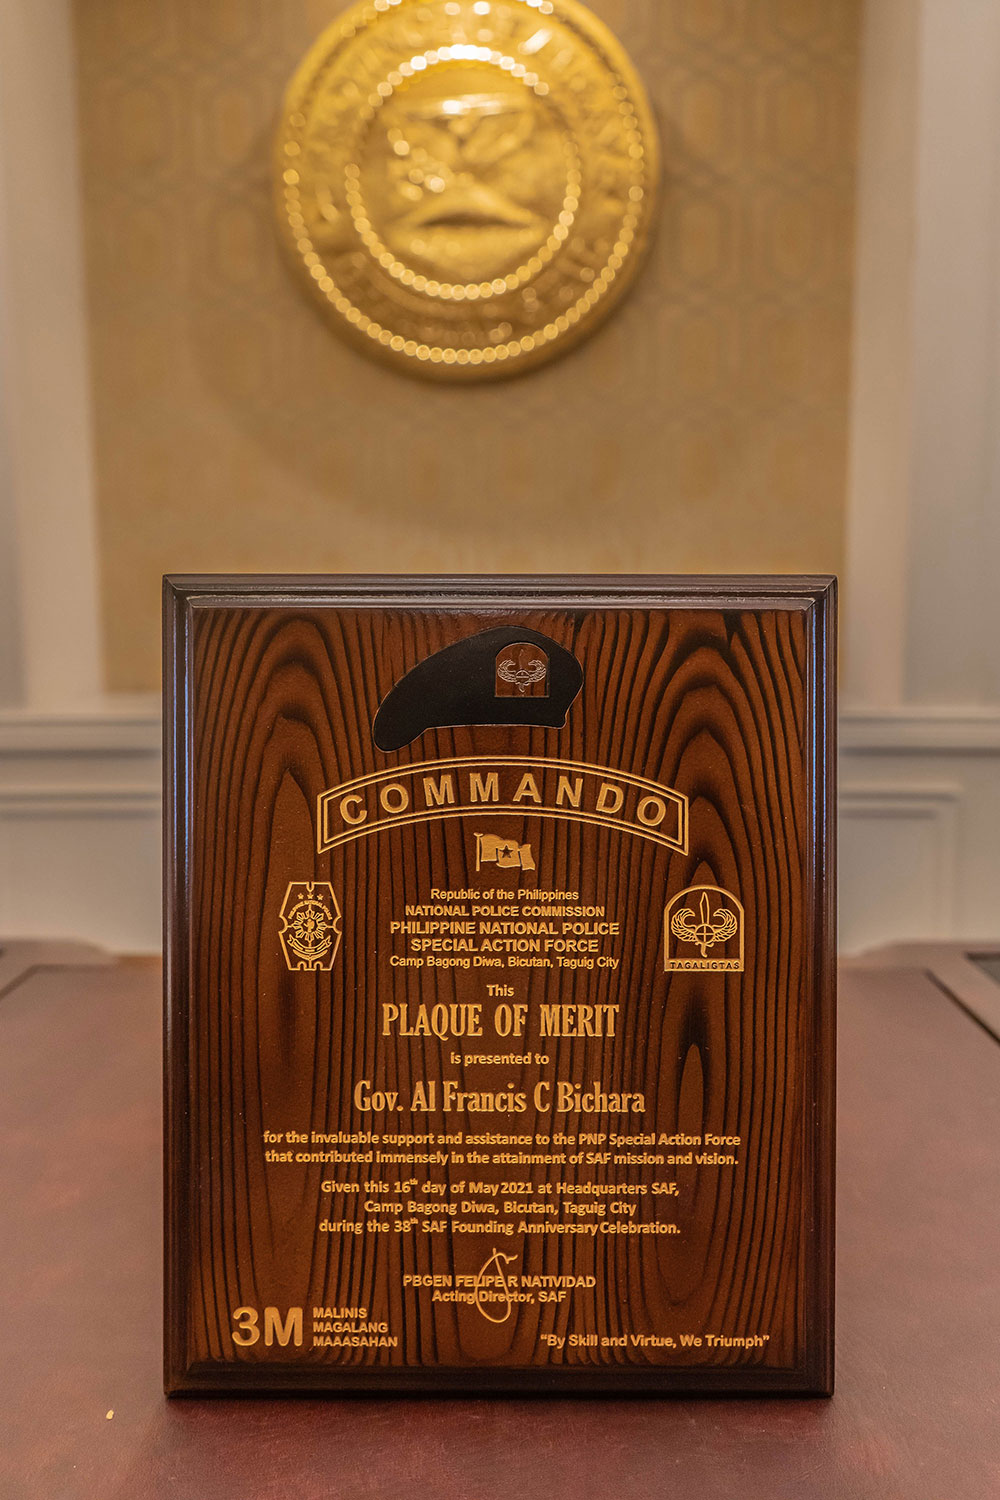 COMMANDO
Republic of the Philippines
NATIONAL POLICE COMMISSION
PHILIPPINE NATIONAL POLICE
SPECIAL ACTION FORCE
Camp Bagong Diwa, Bicutan, Taguig City
TAGALIGTAS
This
PLAQUE OF MERIT
is presented to
Gov. Al Francis C Bichara
for the invaluable support and assistance to the PNP Special Action Force
that contributed immensely in the attainment of SAF mission and vision.
Given this 16th day of May 2021 at Headquarters SAF,
Camp Bagong Diwa, Bicutan, Taguig City
during the 38th SAF Founding Anniversary Celebration.
PBGEN FELIPE R NATIVIDAD
Acting Director, SAF
3M MALINIS
MAGALANG
MAAASAHAN
“By Skill and Virtue, We Triumph”